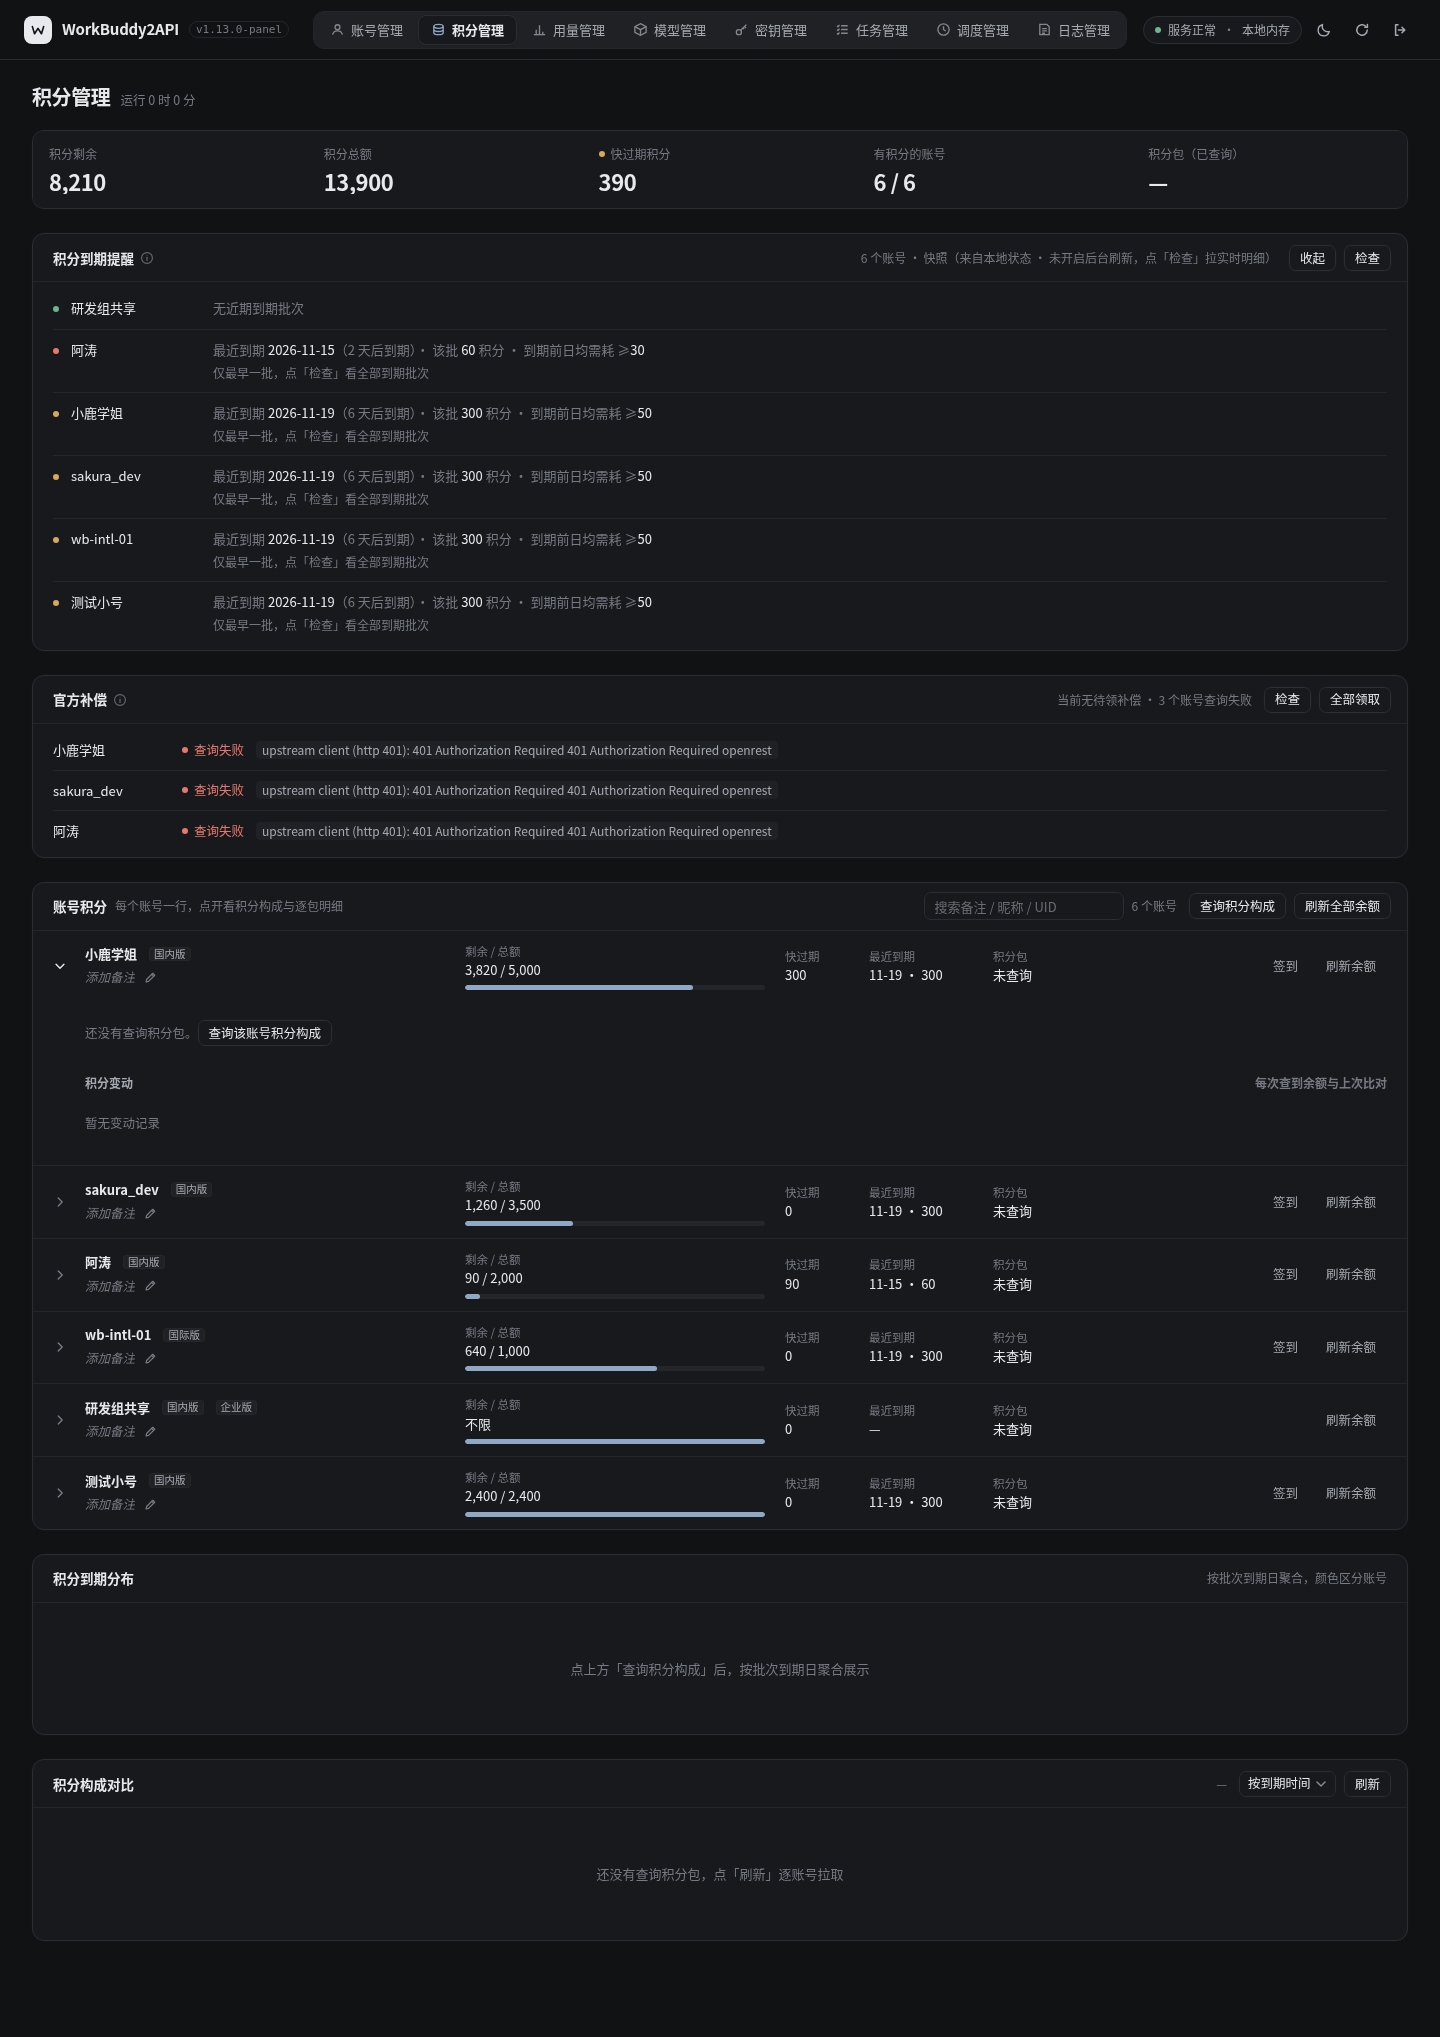 WorkBuddy2API v1.13.0-panel 账号管理 积分管理 用量管理 模型管理 密钥管理 任务管理 调度管理 日志管理 服务正常 · 本地内存
积分管理 运行 0 时 0 分
积分剩余 积分总额 快过期积分 有积分的账号 积分包（已查询）
8,210 13,900 390 6 / 6 —
积分到期提醒 6 个账号 · 快照（来自本地状态 · 未开启后台刷新，点「检查」拉实时明细） 收起 检查
研发组共享 无近期到期批次
阿涛 最近到期 2026-11-15（2 天后到期）· 该批 60 积分 · 到期前日均需耗 ≥30
仅最早一批，点「检查」看全部到期批次
小鹿学姐 最近到期 2026-11-19（6 天后到期）· 该批 300 积分 · 到期前日均需耗 ≥50
仅最早一批，点「检查」看全部到期批次
sakura_dev 最近到期 2026-11-19（6 天后到期）· 该批 300 积分 · 到期前日均需耗 ≥50
仅最早一批，点「检查」看全部到期批次
wb-intl-01 最近到期 2026-11-19（6 天后到期）· 该批 300 积分 · 到期前日均需耗 ≥50
仅最早一批，点「检查」看全部到期批次
测试小号 最近到期 2026-11-19（6 天后到期）· 该批 300 积分 · 到期前日均需耗 ≥50
仅最早一批，点「检查」看全部到期批次
官方补偿 当前无待领补偿 · 3 个账号查询失败 检查 全部领取
小鹿学姐 查询失败 upstream client (http 401): 401 Authorization Required 401 Authorization Required openrest
sakura_dev 查询失败 upstream client (http 401): 401 Authorization Required 401 Authorization Required openrest
阿涛 查询失败 upstream client (http 401): 401 Authorization Required 401 Authorization Required openrest
账号积分 每个账号一行，点开看积分构成与逐包明细 搜索备注 / 昵称 / UID 6 个账号 查询积分构成 刷新全部余额
小鹿学姐 国内版 剩余 / 总额 快过期 最近到期 积分包
添加备注 3,820 / 5,000 300 11-19 · 300 未查询 签到 刷新余额
还没有查询积分包。 查询该账号积分构成
积分变动 每次查到余额与上次比对
暂无变动记录
sakura_dev 国内版 剩余 / 总额 快过期 最近到期 积分包
添加备注 1,260 / 3,500 0 11-19 · 300 未查询 签到 刷新余额
阿涛 国内版 剩余 / 总额 快过期 最近到期 积分包
添加备注 90 / 2,000 90 11-15 · 60 未查询 签到 刷新余额
wb-intl-01 国际版 剩余 / 总额 快过期 最近到期 积分包
添加备注 640 / 1,000 0 11-19 · 300 未查询 签到 刷新余额
研发组共享 国内版 企业版 剩余 / 总额 快过期 最近到期 积分包
添加备注 不限 0 — 未查询 刷新余额
测试小号 国内版 剩余 / 总额 快过期 最近到期 积分包
添加备注 2,400 / 2,400 0 11-19 · 300 未查询 签到 刷新余额
积分到期分布 按批次到期日聚合，颜色区分账号
点上方「查询积分构成」后，按批次到期日聚合展示
积分构成对比 — 按到期时间 刷新
还没有查询积分包，点「刷新」逐账号拉取